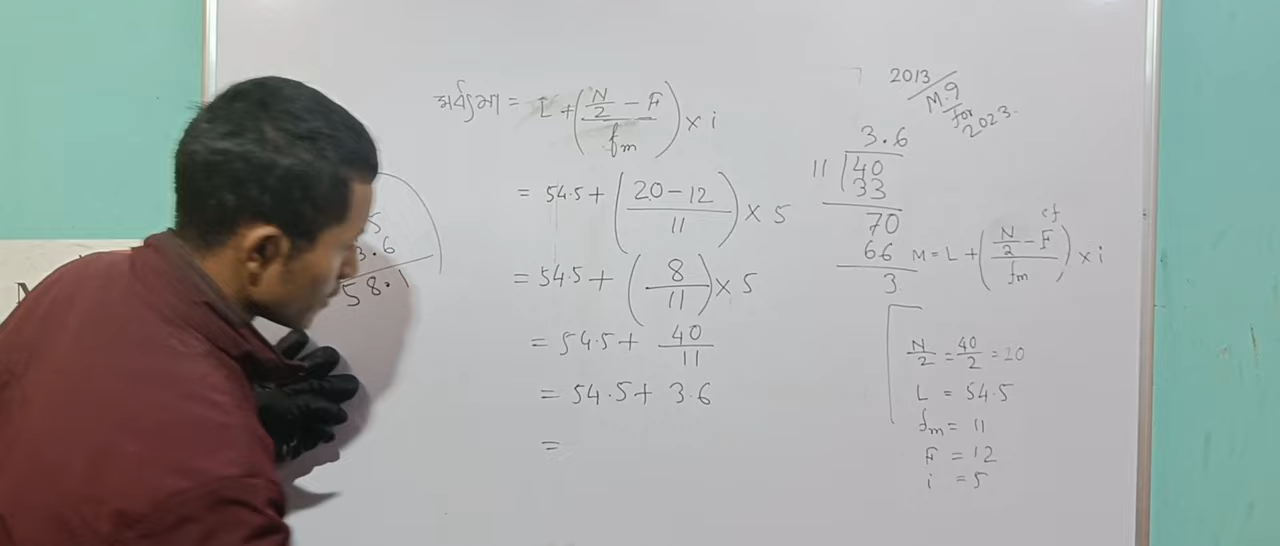 = L + ( N/2 - F / fm ) × i
= 54.5 + ( 20 - 12 / 11 ) × 5
= 54.5 + ( 8 / 11 ) × 5
= 54.5 + 40/11
= 54.5 + 3.6
=
5
3.6
58.1
2013
M.9
for
2023.
3.6
11 40
33
70
66
3
cf
M = L + ( N/2 - F / fm ) × i
N/2 = 40/2 = 20
L = 54.5
fm = 11
F = 12
i = 5